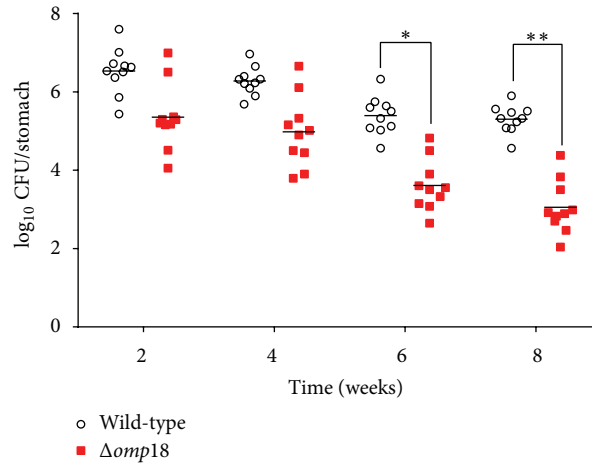 8
6
4
2
0
log₁₀ CFU/stomach
*
**
2 4 6 8
Time (weeks)
Wild-type
Δomp18